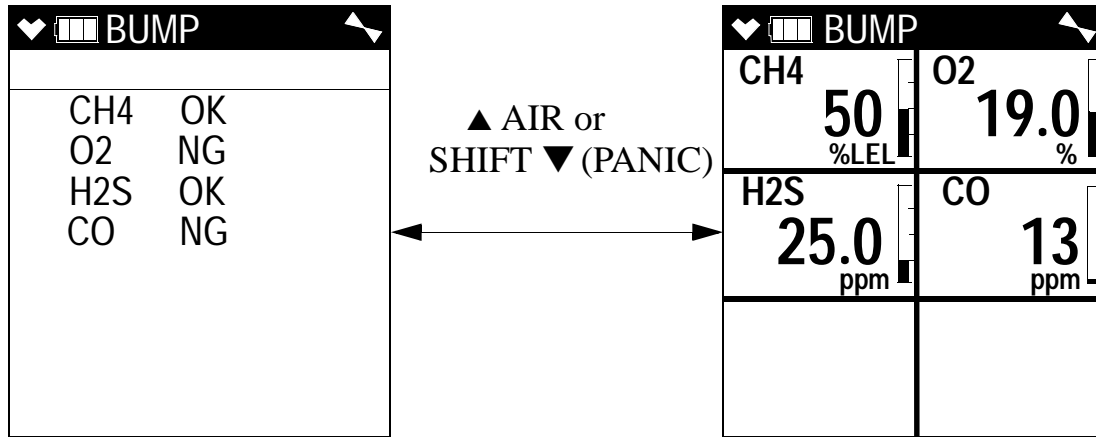 BUMP
CH4 OK
O2 NG
H2S OK
CO NG
▲ AIR or
SHIFT ▼ (PANIC)
BUMP
CH4
50
%LEL
O2
19.0
%
H2S
25.0
ppm
CO
13
ppm